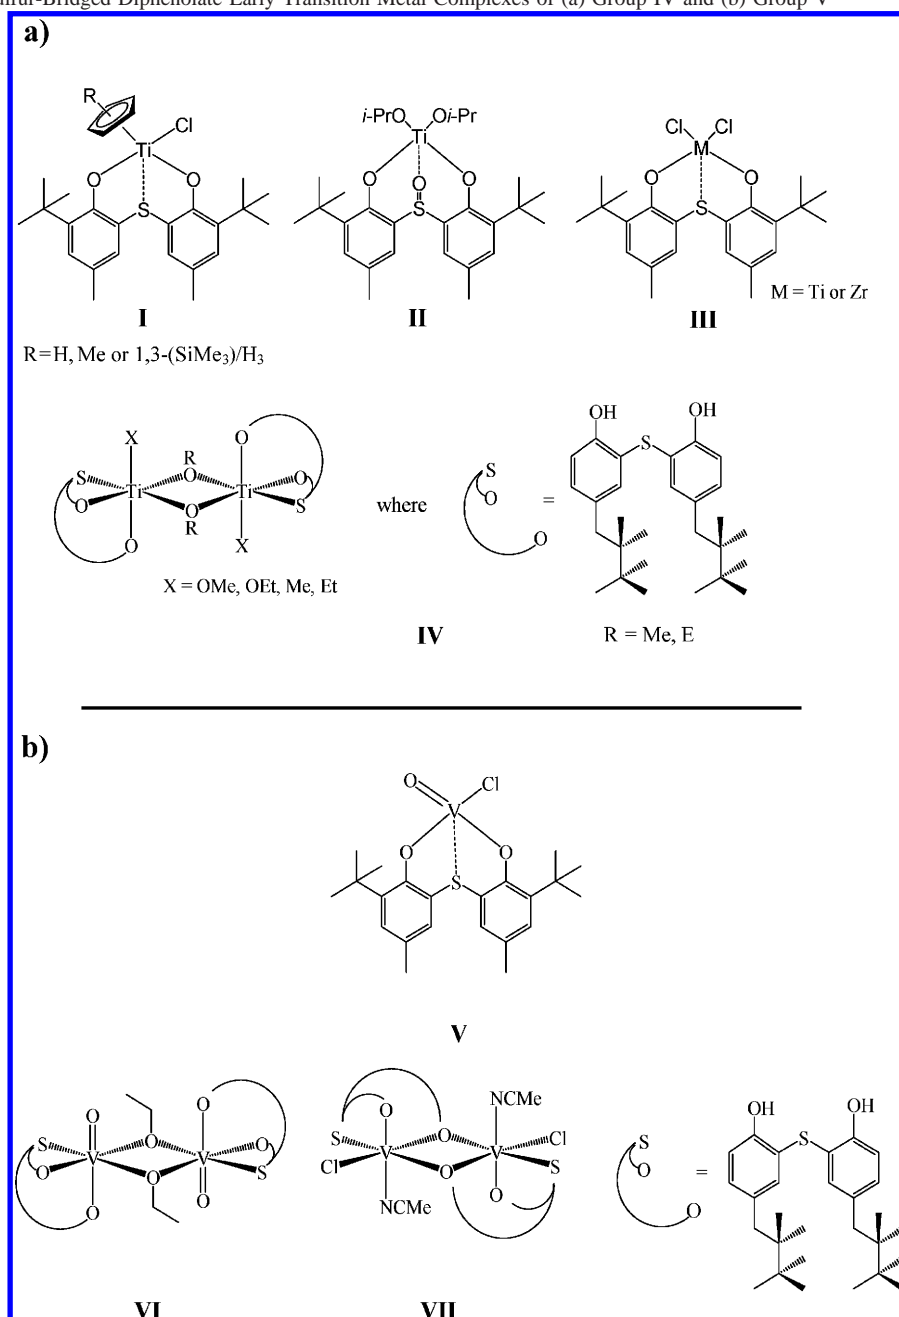 lfur-Bridged Diphenolate Early Transition Metal Complexes of (a) Group IV and (b) Group V
a)
R
Cl
Ti
O
O
S
I
R=H, Me or 1,3-(SiMe3)/H3
i-PrO
Oi-Pr
Ti
O
O
O
S
II
Cl
Cl
M
O
O
S
M = Ti or Zr
III
X
O
S
R
O
O
Ti
Ti
O
O
S
R
O
X
X = OMe, OEt, Me, Et
where
S
O
O
=
OH
OH
S
IV
R = Me, E
b)
O
Cl
V
O
O
S
V
O
O
S
O
O
V
V
O
O
S
O
O
VI
O
NCMe
S
O
Cl
V
V
Cl
O
S
NCMe
O
VII
S
O
O
=
OH
OH
S